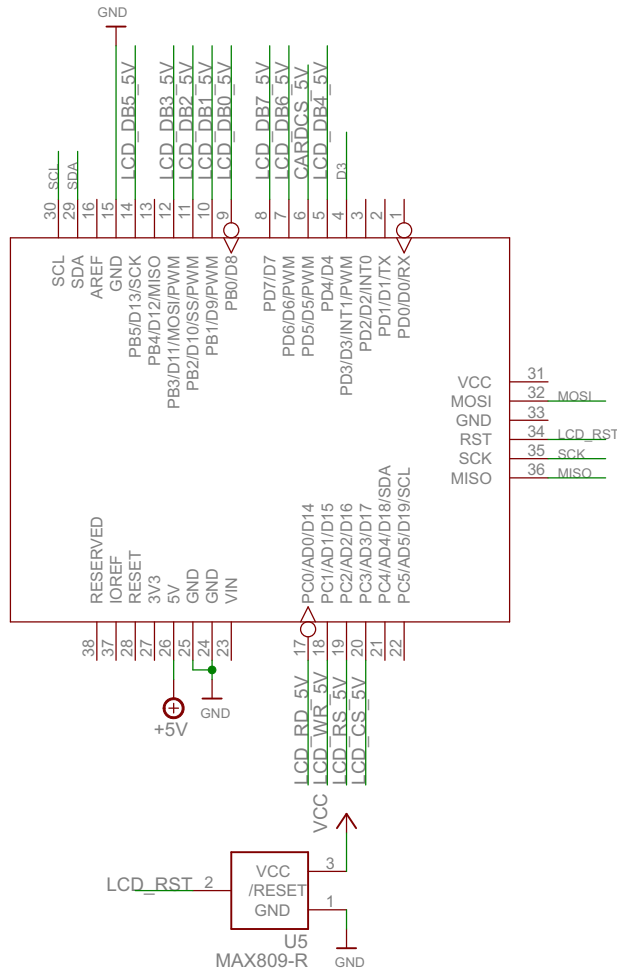 GND
LCD_DB5_5V
LCD_DB3_5V
LCD_DB2_5V
LCD_DB1_5V
LCD_DB0_5V
LCD_DB7_5V
LCD_DB6_5V
CARDCS_5V
LCD_DB4_5V
SCL
SDA
D3
30
29
16
15
14
13
12
11
10
9
8
7
6
5
4
3
2
1
SCL
SDA
AREF
GND
PB5/D13/SCK
PB4/D12/MISO
PB3/D11/MOSI/PWM
PB2/D10/SS/PWM
PB1/D9/PWM
PB0/D8
PD7/D7
PD6/D6/PWM
PD5/D5/PWM
PD4/D4
PD3/D3/INT1/PWM
PD2/D2/INT0
PD1/D1/TX
PD0/D0/RX
VCC 31
MOSI 32 MOSI
GND 33
RST 34 LCD_RST
SCK 35 SCK
MISO 36 MISO
RESERVED
IOREF
RESET
3V3
5V
GND
GND
VIN
PC0/AD0/D14
PC1/AD1/D15
PC2/AD2/D16
PC3/AD3/D17
PC4/AD4/D18/SDA
PC5/AD5/D19/SCL
38
37
28
27
26
25
24
23
17
18
19
20
21
22
+5V
GND
LCD_RD_5V
LCD_WR_5V
LCD_RS_5V
LCD_CS_5V
VCC
VCC 3
LCD_RST 2 /RESET
GND 1
U5
MAX809-R
GND